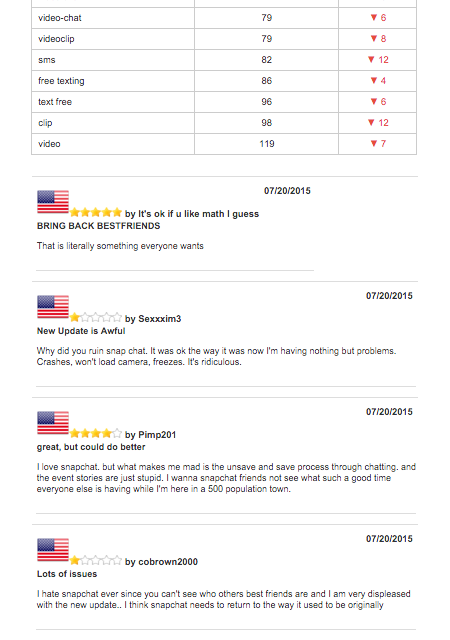 video-chat 79 ▼ 6
videoclip 79 ▼ 8
sms 82 ▼ 12
free texting 86 ▼ 4
text free 96 ▼ 6
clip 98 ▼ 12
video 119 ▼ 7
07/20/2015
by It's ok if u like math I guess
BRING BACK BESTFRIENDS
That is literally something everyone wants
07/20/2015
by Sexxxim3
New Update is Awful
Why did you ruin snap chat. It was ok the way it was now I'm having nothing but problems.
Crashes, won't load camera, freezes. It's ridiculous.
07/20/2015
by Pimp201
great, but could do better
I love snapchat. but what makes me mad is the unsave and save process through chatting. and
the event stories are just stupid. I wanna snapchat friends not see what such a good time
everyone else is having while I'm here in a 500 population town.
07/20/2015
by cobrown2000
Lots of issues
I hate snapchat ever since you can't see who others best friends are and I am very displeased
with the new update.. I think snapchat needs to return to the way it used to be originally